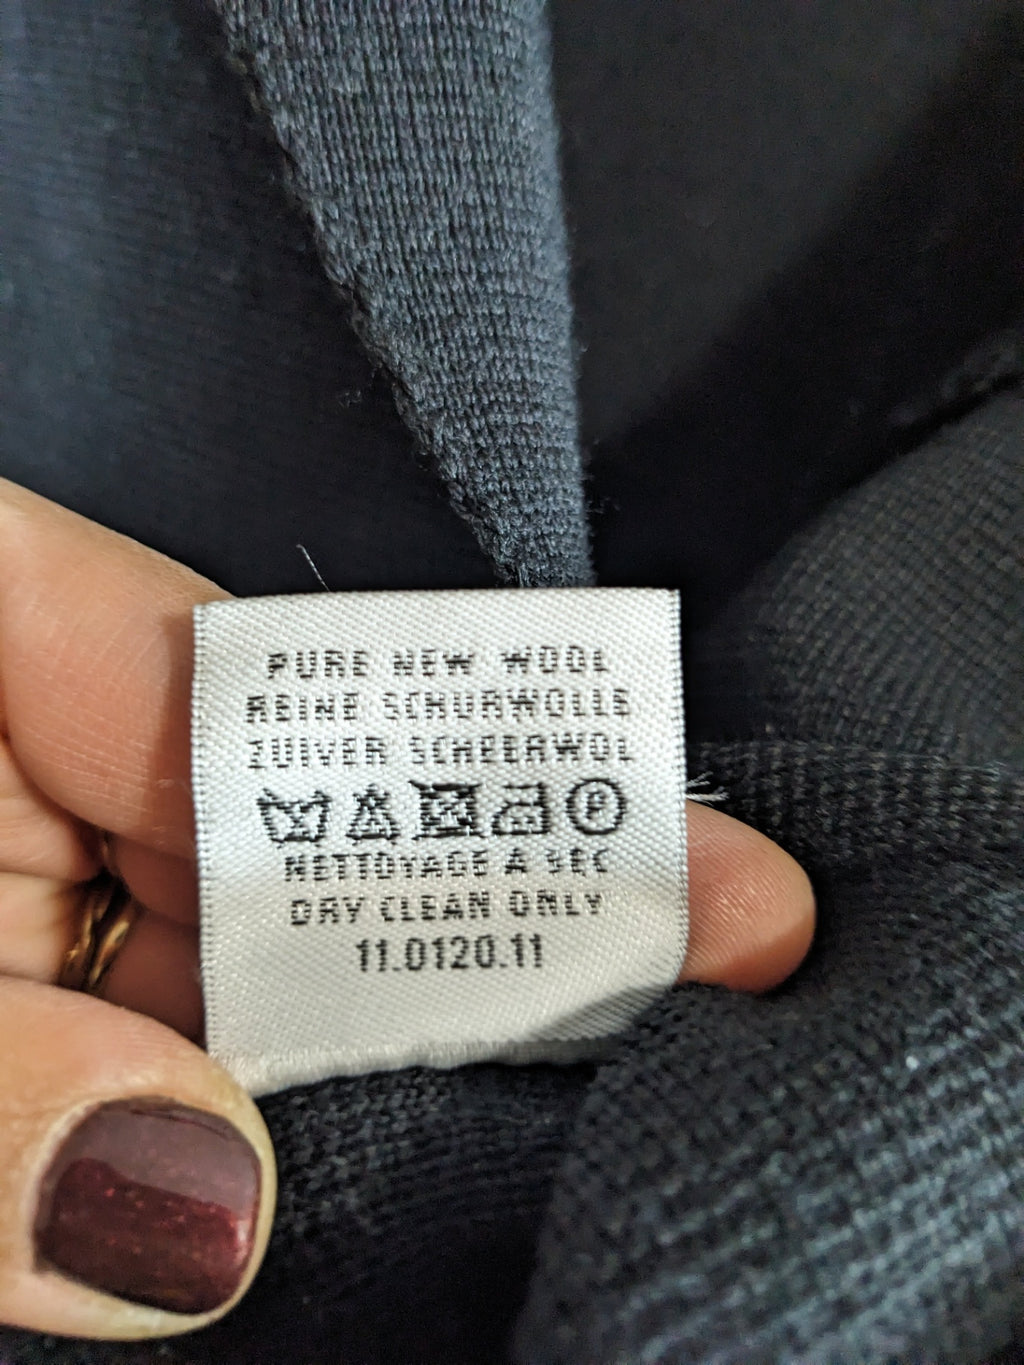 PURE NEW WOOL
REINE SCHURWOLLE
ZUIVER SCHEERWOL
P
NETTOYAGE A SEC
DRY CLEAN ONLY
11.0120.11